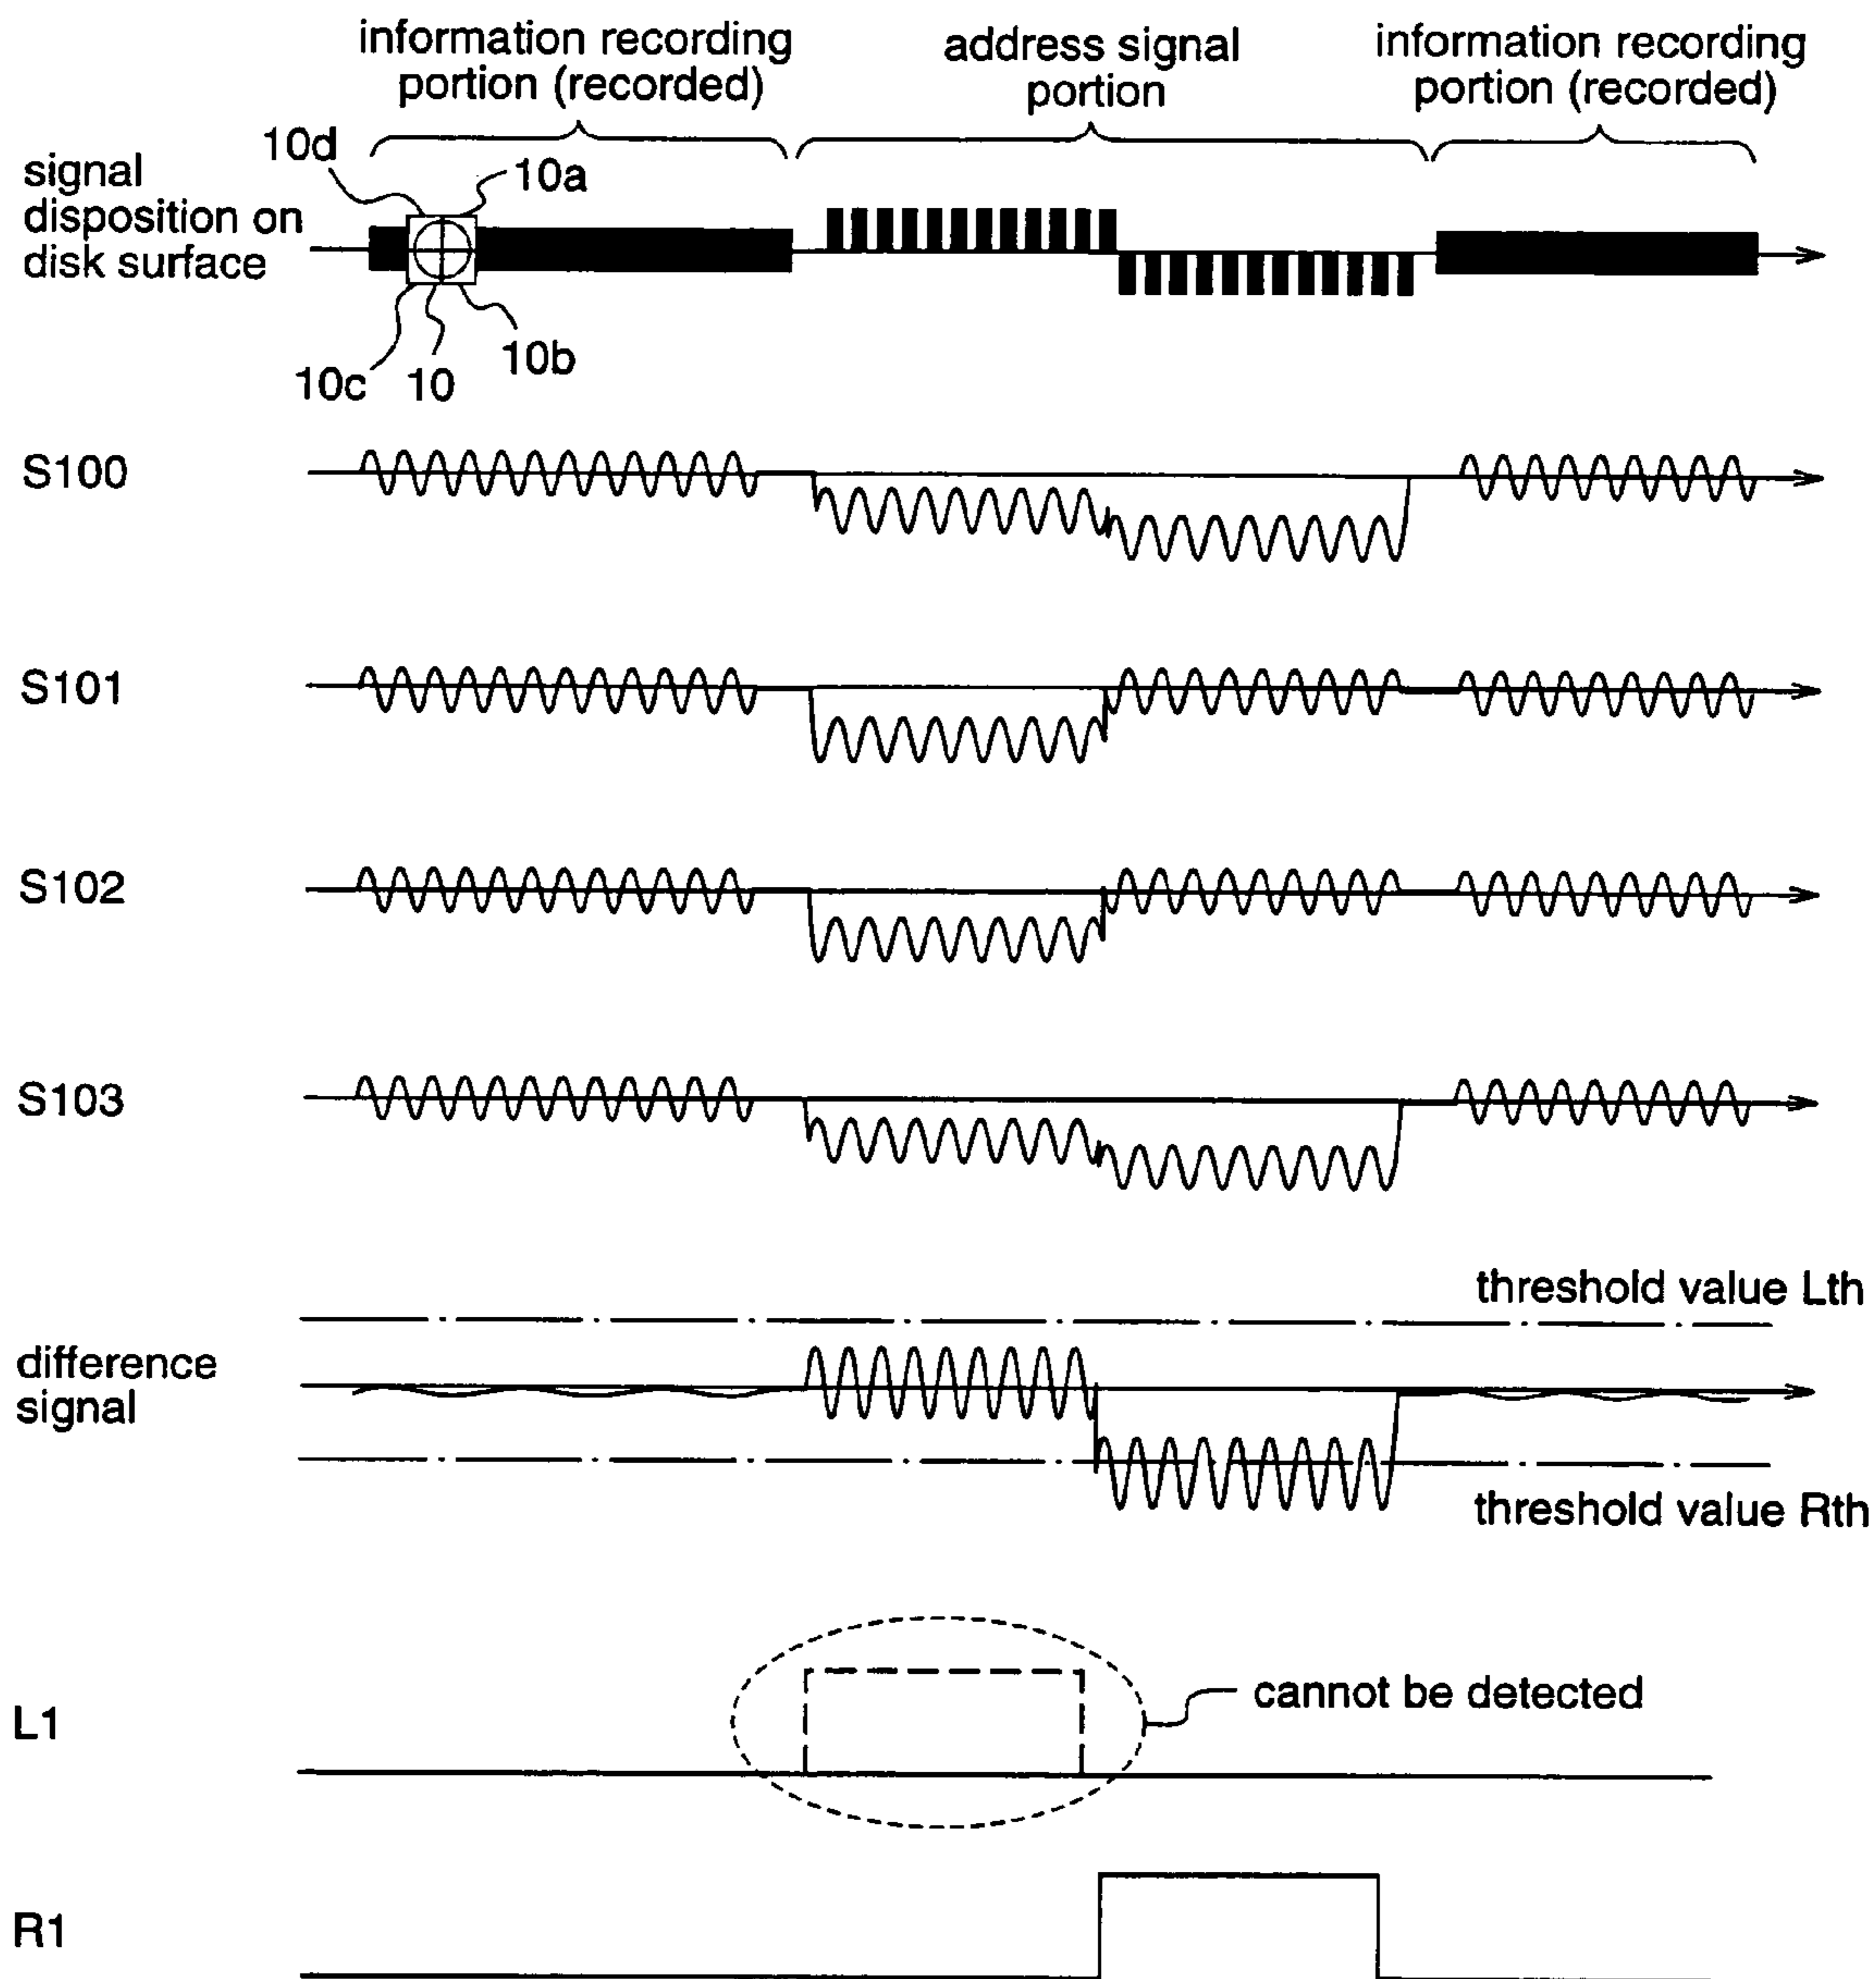 information recording
portion (recorded)
address signal
portion
information recording
portion (recorded)
10d
10a
signal
disposition on
disk surface
10b
10c
10
S100
S101
S102
S103
threshold value Lth
difference
signal
threshold value Rth
cannot be detected
L1
R1